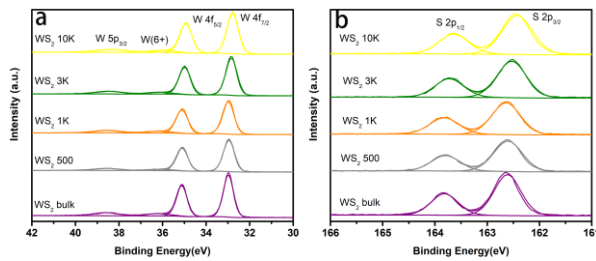 a
W 5p₃/₂ W(6+) W 4f₅/₂ W 4f₇/₂
WS₂ 10K
WS₂ 3K
WS₂ 1K
WS₂ 500
WS₂ bulk
Intensity (a.u.)
42 40 38 36 34 32 30
Binding Energy(eV)
b
S 2p₁/₂ S 2p₃/₂
WS₂ 10K
WS₂ 3K
WS₂ 1K
WS₂ 500
WS₂ bulk
Intensity (a.u.)
166 165 164 163 162 161
Binding Energy(eV)